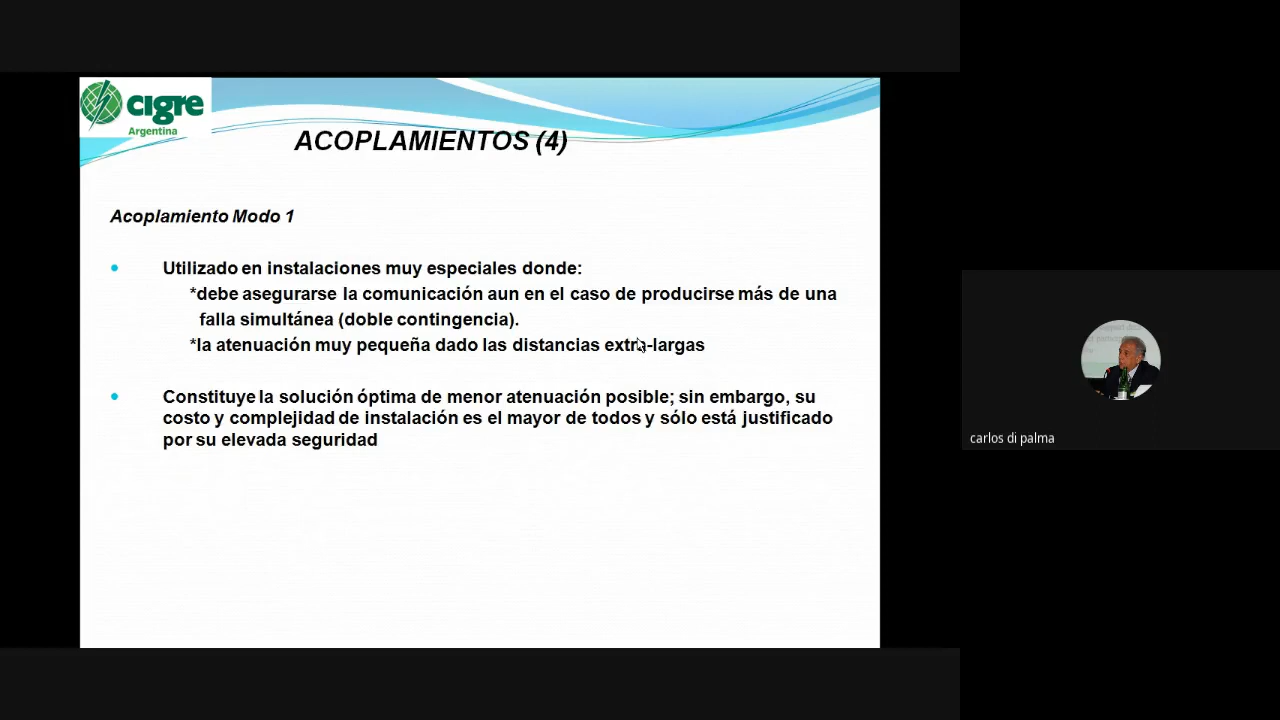 cigre
Argentina
ACOPLAMIENTOS (4)
Acoplamiento Modo 1
Utilizado en instalaciones muy especiales donde:
*debe asegurarse la comunicación aun en el caso de producirse más de una
falla simultánea (doble contingencia).
*la atenuación muy pequeña dado las distancias extra-largas
Constituye la solución óptima de menor atenuación posible; sin embargo, su
costo y complejidad de instalación es el mayor de todos y sólo está justificado
por su elevada seguridad
carlos di palma